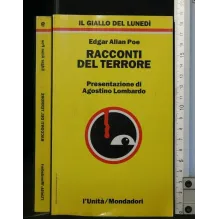 IL GIALLO DEL LUNEDÌ
Edgar Allan Poe
RACCONTI
DEL TERRORE
Presentazione di
Agostino Lombardo
l'Unità/Mondadori